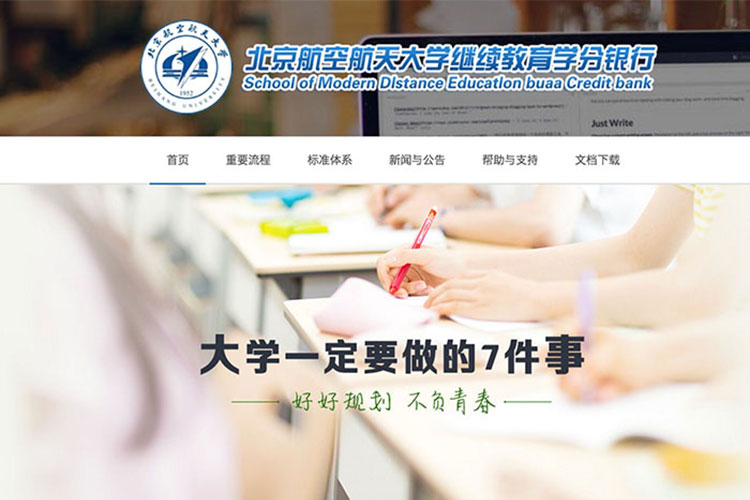 北京航空航天大学
BEIHANG UNIVERSITY
1952
北京航空航天大学继续教育学分银行
School of Modern DIstance Education buaa Credit bank
Just Write
首页 重要流程 标准体系 新闻与公告 帮助与支持 文档下载
大学一定要做的7件事
好好规划 不负青春